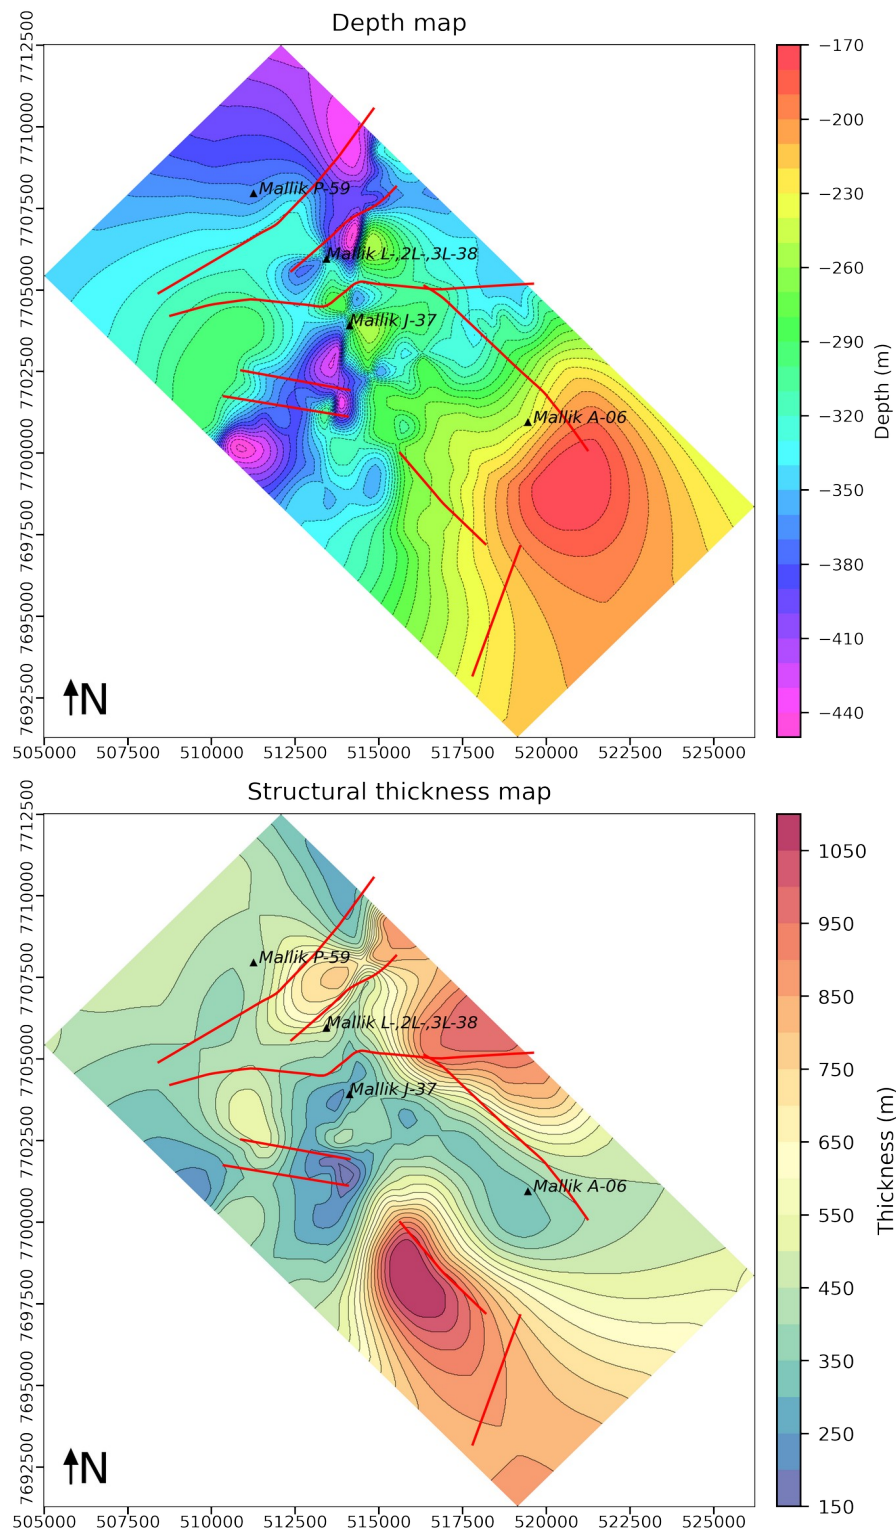 Depth map
7712500
7710000
7707500
7705000
7702500
7700000
7697500
7695000
7692500
Mallik P-59
Mallik L-,2L-,3L-38
Mallik J-37
Mallik A-06
N
505000 507500 510000 512500 515000 517500 520000 522500 525000
−170
−200
−230
−260
−290
−320
−350
−380
−410
−440
Depth (m)
Structural thickness map
7712500
7710000
7707500
7705000
7702500
7700000
7697500
7695000
7692500
Mallik P-59
Mallik L-,2L-,3L-38
Mallik J-37
Mallik A-06
N
505000 507500 510000 512500 515000 517500 520000 522500 525000
1050
950
850
750
650
550
450
350
250
150
Thickness (m)